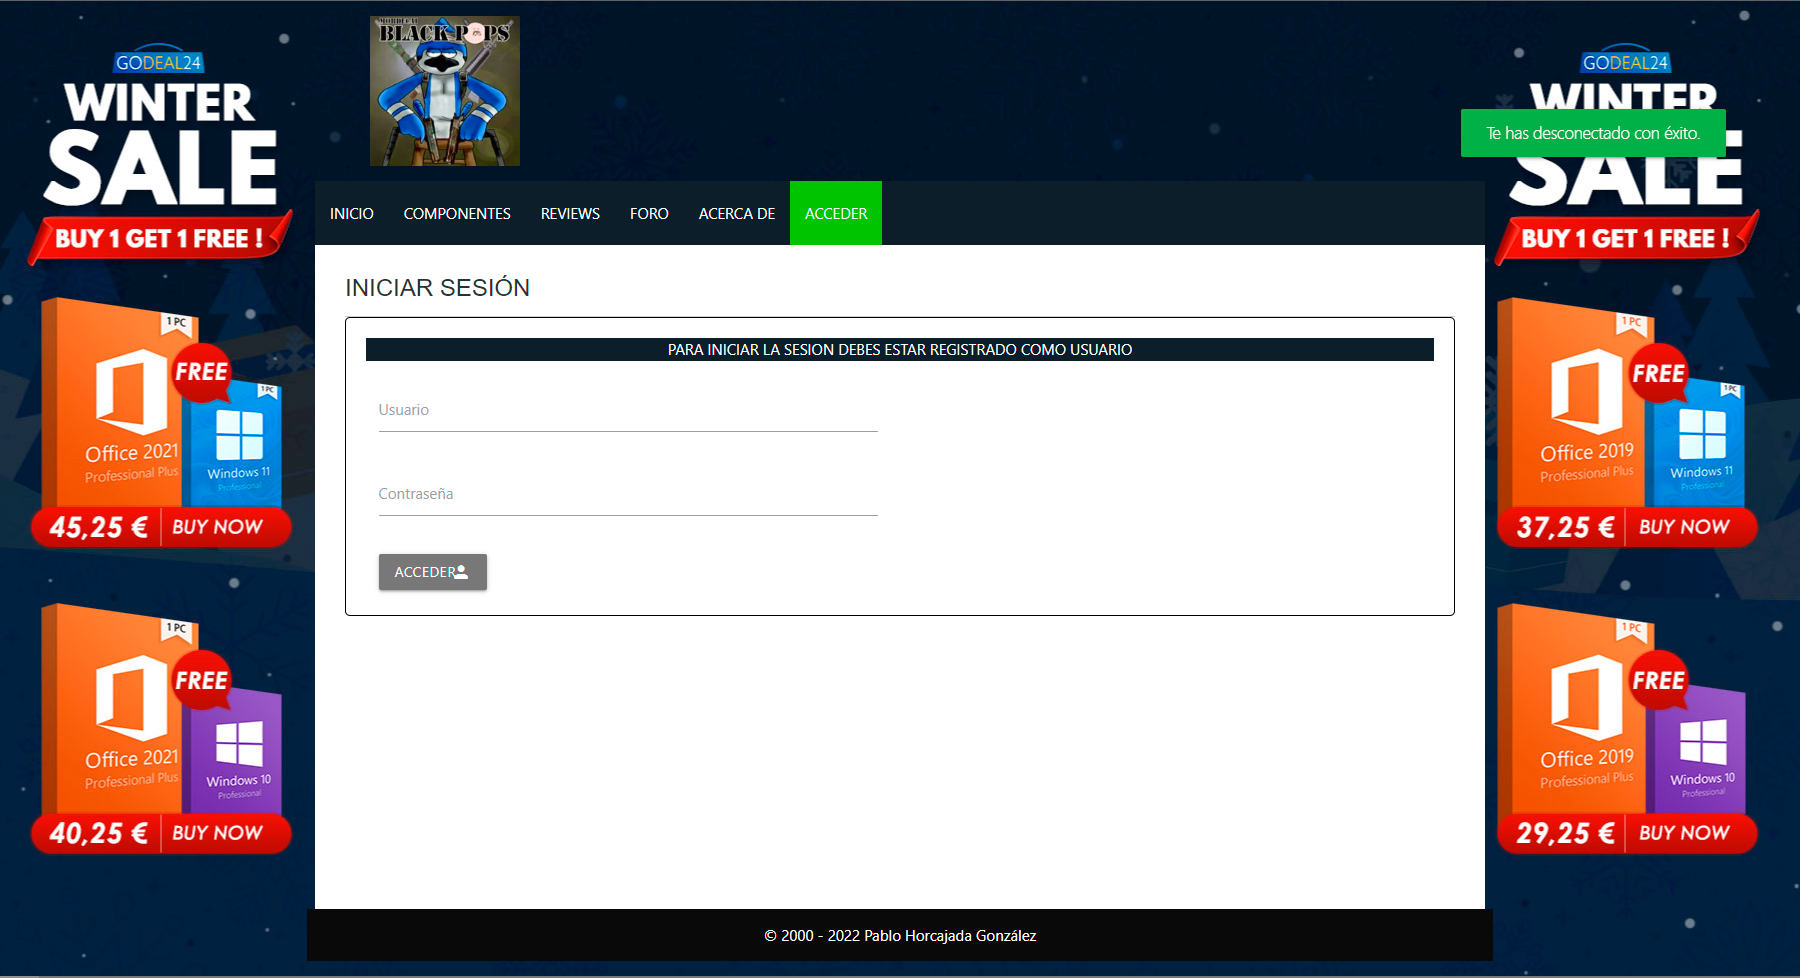 MORDECAI
BLACK POPS
GODEAL24
WINTER
SALE
BUY 1 GET 1 FREE !
1 PC
FREE
1 PC
Office 2021
Professional Plus
Windows 11
Professional
45,25 € BUY NOW
1 PC
FREE
Office 2021
Professional Plus
Windows 10
Professional
40,25 € BUY NOW
INICIO COMPONENTES REVIEWS FORO ACERCA DE ACCEDER
INICIAR SESIÓN
PARA INICIAR LA SESION DEBES ESTAR REGISTRADO COMO USUARIO
Usuario
Contraseña
ACCEDER
© 2000 - 2022 Pablo Horcajada González
GODEAL24
WINTER
Te has desconectado con éxito.
SALE
BUY 1 GET 1 FREE !
1 PC
FREE
1 PC
Office 2019
Professional Plus
Windows 11
Professional
37,25 € BUY NOW
1 PC
FREE
Office 2019
Professional Plus
Windows 10
Professional
29,25 € BUY NOW